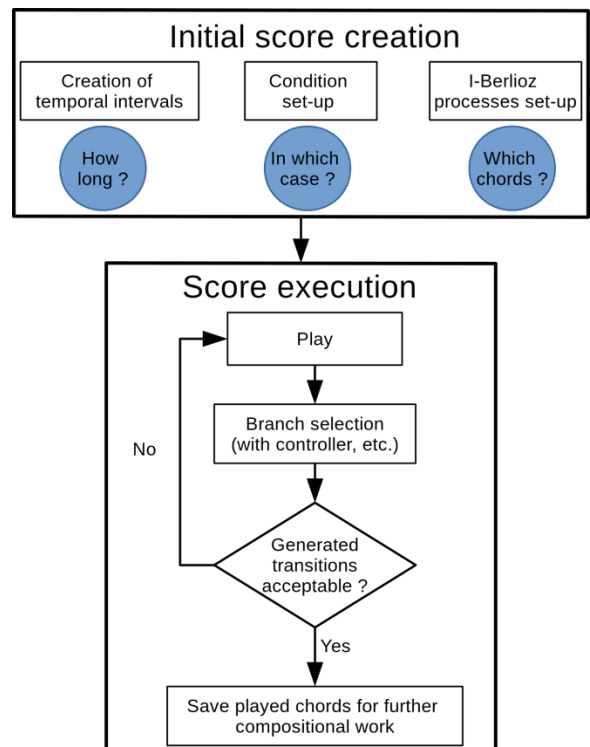 Initial score creation
Creation of
temporal intervals
Condition
set-up
I-Berlioz
processes set-up
How
long ?
In which
case ?
Which
chords ?
Score execution
Play
Branch selection
(with controller, etc.)
No
Generated
transitions
acceptable ?
Yes
Save played chords for further
compositional work